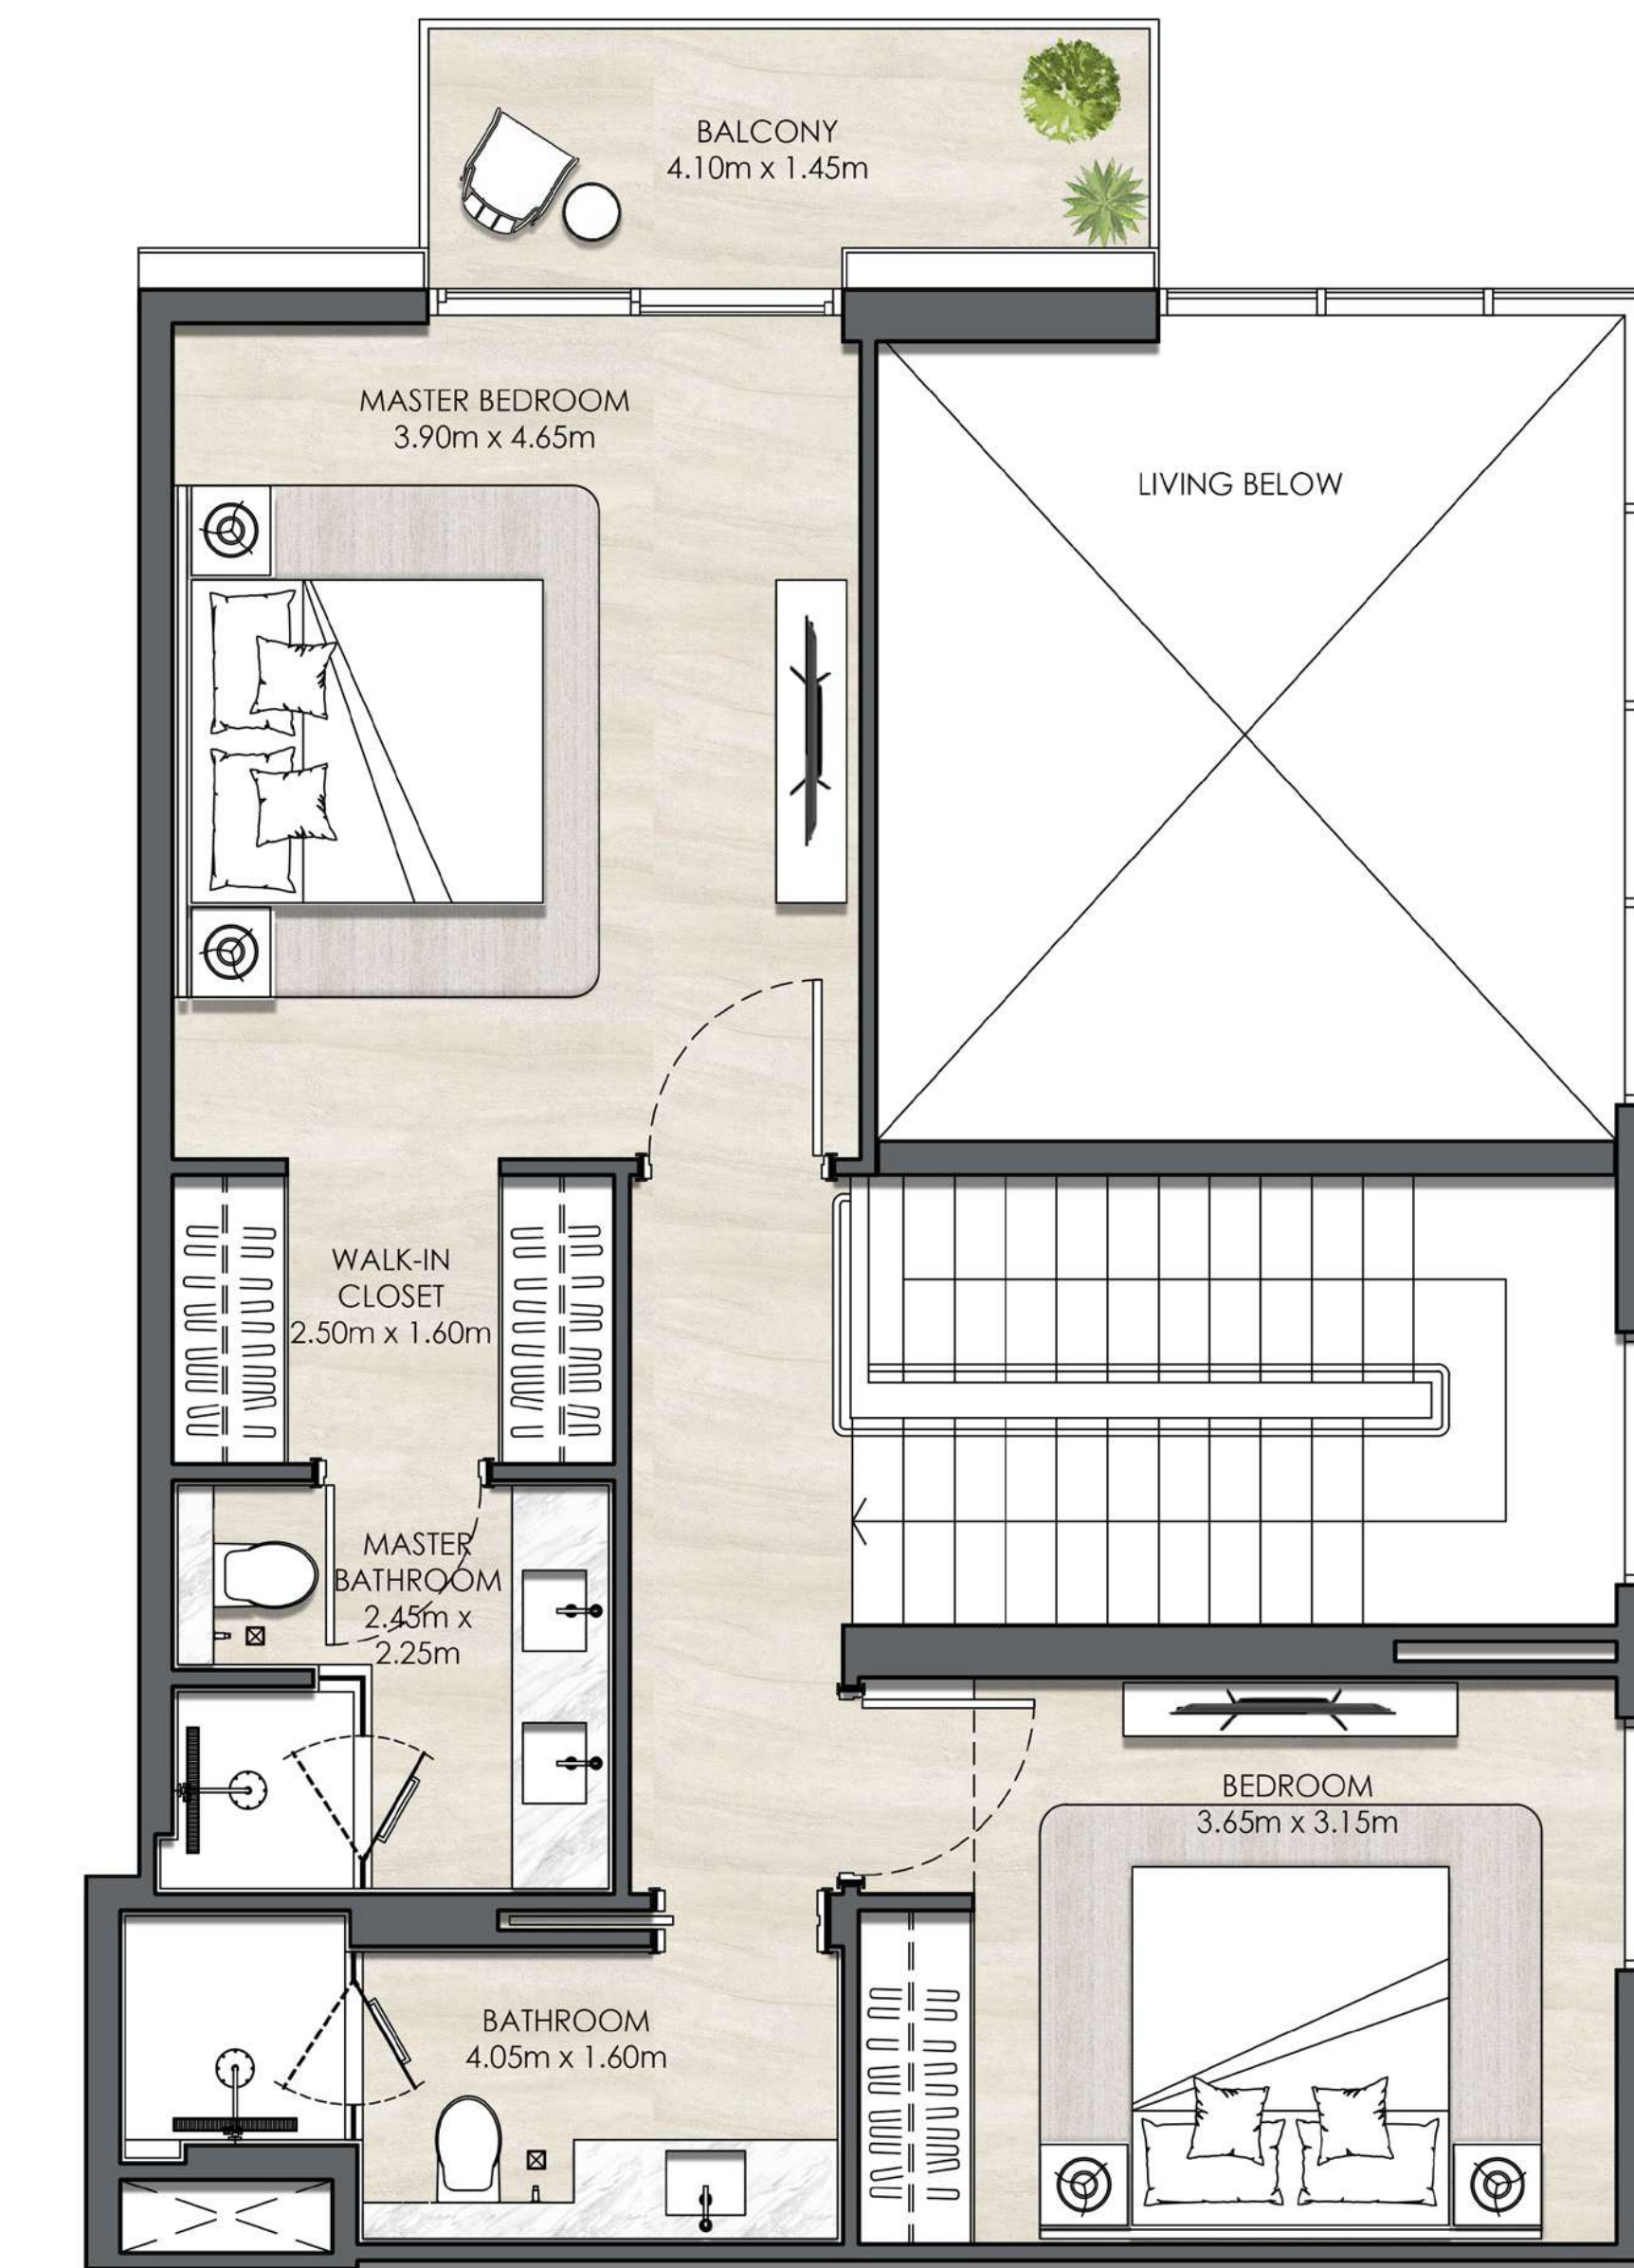 BALCONY
4.10m x 1.45m
MASTER BEDROOM
3.90m x 4.65m
LIVING BELOW
WALK-IN
CLOSET
2.50m x 1.60m
MASTER
BATHROOM
2.45m x
2.25m
BEDROOM
3.65m x 3.15m
BATHROOM
4.05m x 1.60m